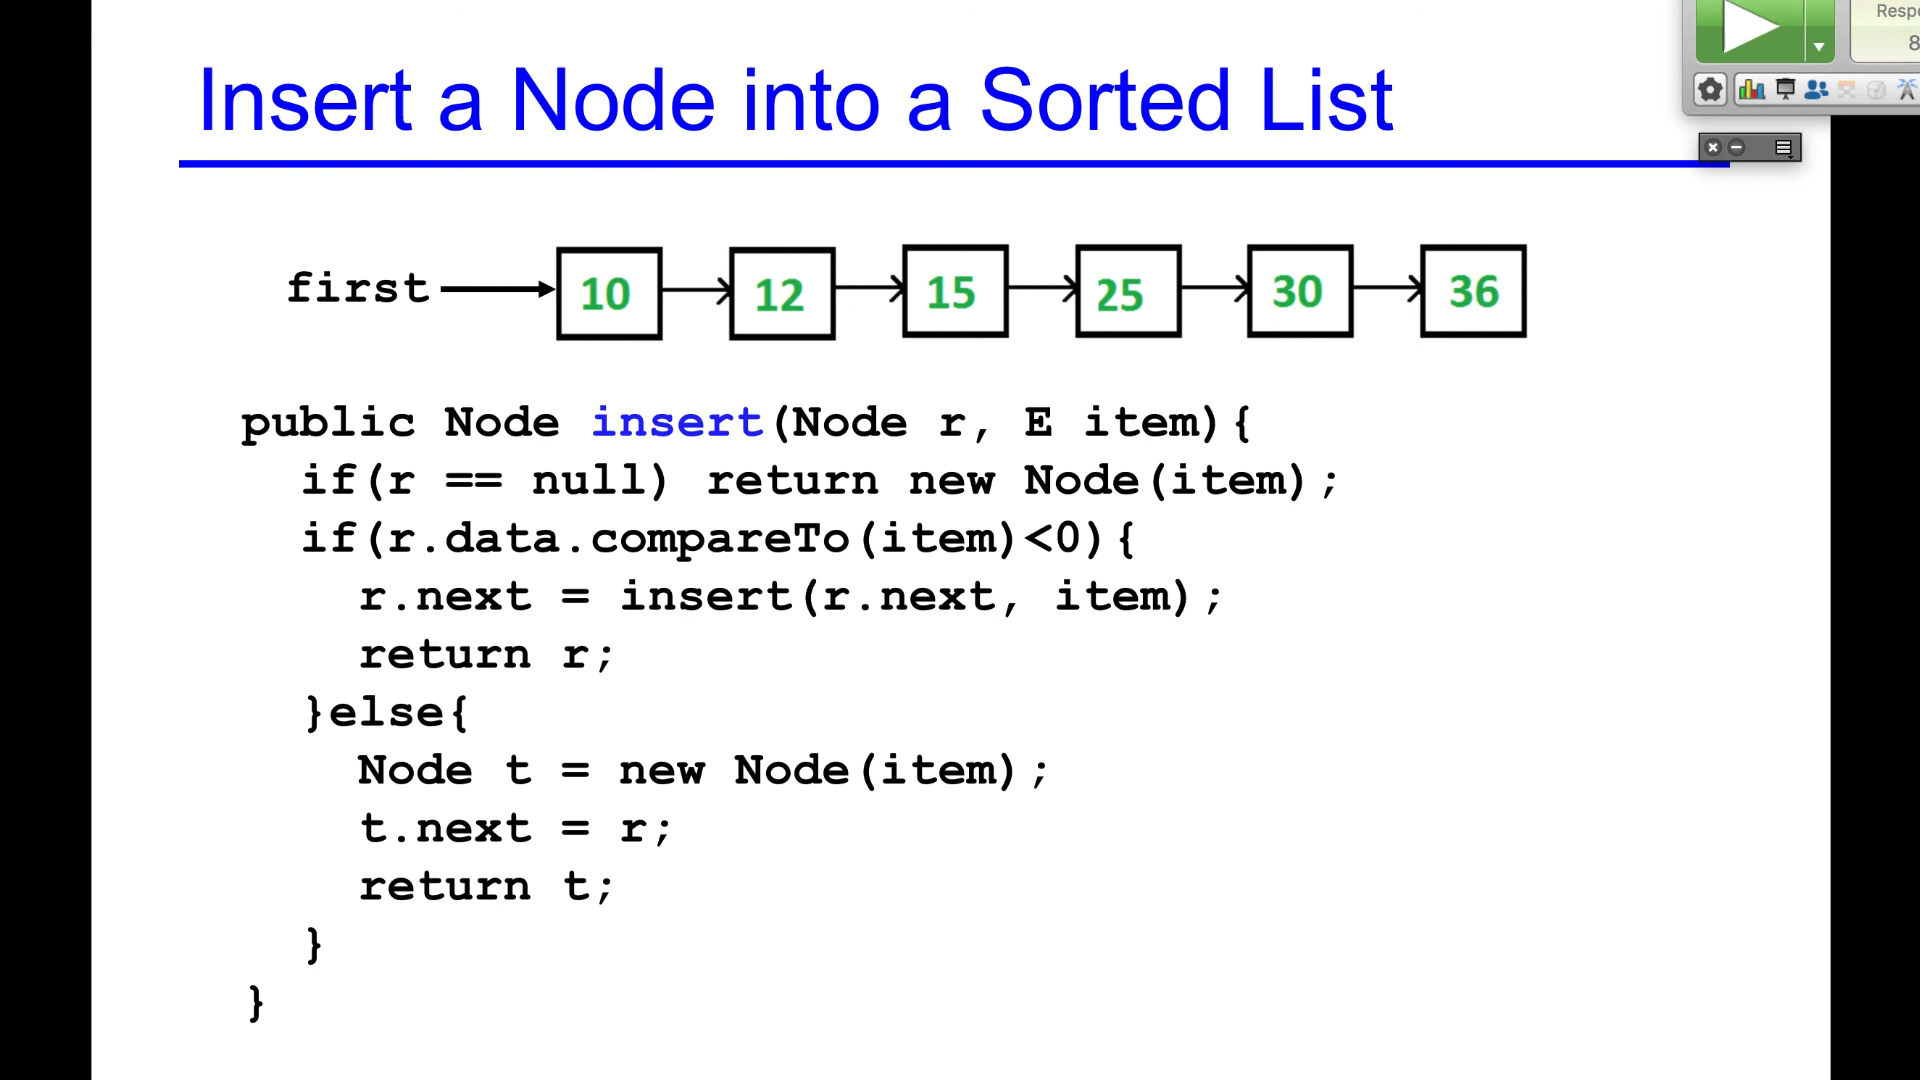 Respo
8
Insert a Node into a Sorted List
first 10 12 15 25 30 36
public Node insert(Node r, E item){
if(r == null) return new Node(item);
if(r.data.compareTo(item)<0){
r.next = insert(r.next, item);
return r;
}else{
Node t = new Node(item);
t.next = r;
return t;
}
}